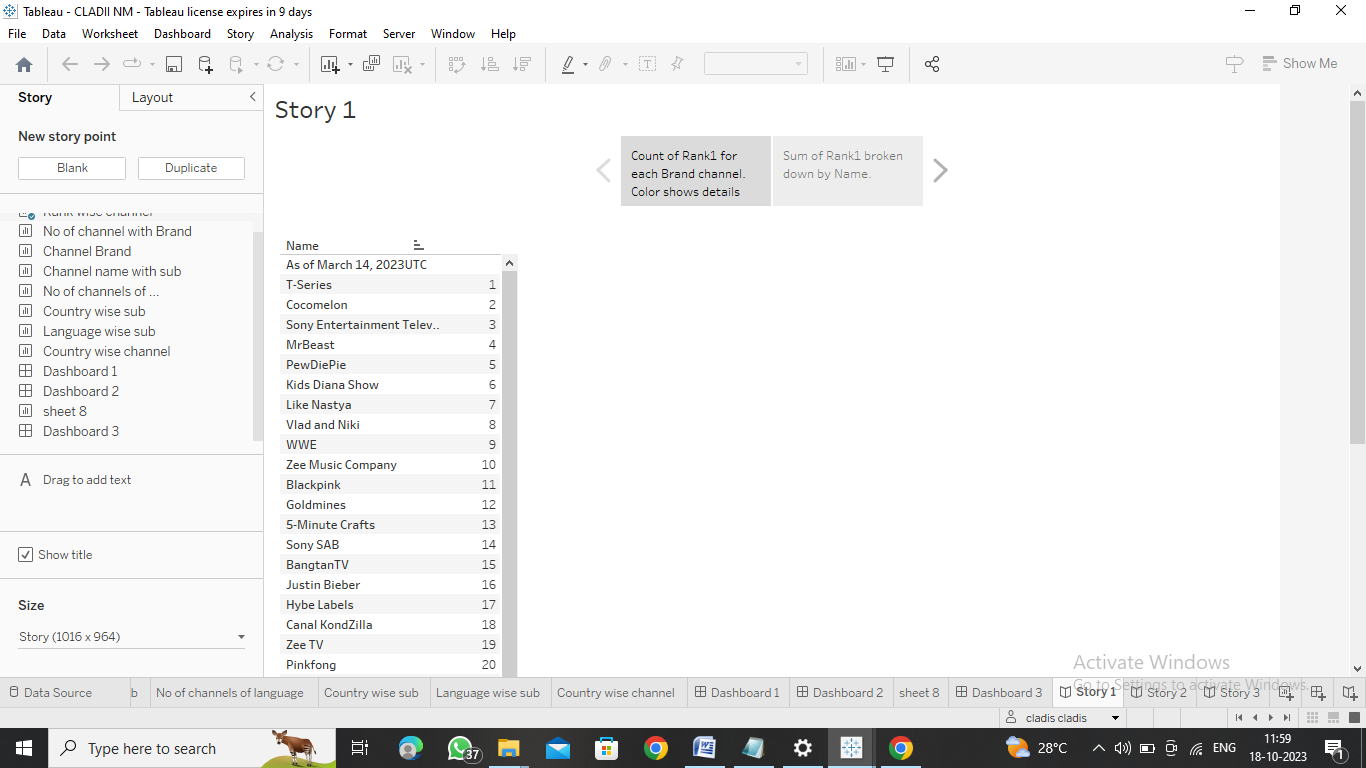 Tableau - CLADII NM - Tableau license expires in 9 days
File Data Worksheet Dashboard Story Analysis Format Server Window Help
Show Me
Story Layout
Story 1
New story point
Blank Duplicate
Count of Rank1 for
each Brand channel.
Color shows details
Sum of Rank1 broken
down by Name.
Rank wise channel
No of channel with Brand
Channel Brand
Channel name with sub
No of channels of ...
Country wise sub
Language wise sub
Country wise channel
Dashboard 1
Dashboard 2
sheet 8
Dashboard 3
A Drag to add text
Show title
Size
Story (1016 x 964)
Name
As of March 14, 2023UTC
T-Series 1
Cocomelon 2
Sony Entertainment Telev.. 3
MrBeast 4
PewDiePie 5
Kids Diana Show 6
Like Nastya 7
Vlad and Niki 8
WWE 9
Zee Music Company 10
Blackpink 11
Goldmines 12
5-Minute Crafts 13
Sony SAB 14
BangtanTV 15
Justin Bieber 16
Hybe Labels 17
Canal KondZilla 18
Zee TV 19
Pinkfong 20
Activate Windows
Go to Settings to activate Windows.
Data Source b No of channels of language Country wise sub Language wise sub Country wise channel Dashboard 1 Dashboard 2 sheet 8 Dashboard 3 Story 1 Story 2 Story 3
cladis cladis
Type here to search 37 28°C ENG 11:59
18-10-2023 1